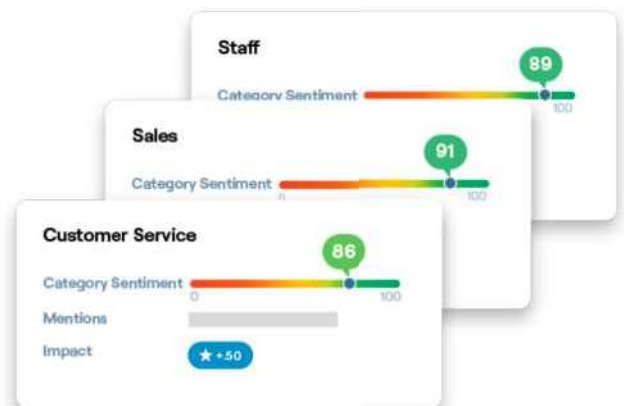 Staff
89
Category Sentiment
100
Sales
91
Category Sentiment
0 100
Customer Service
86
Category Sentiment
0 100
Mentions
Impact
★ +.50